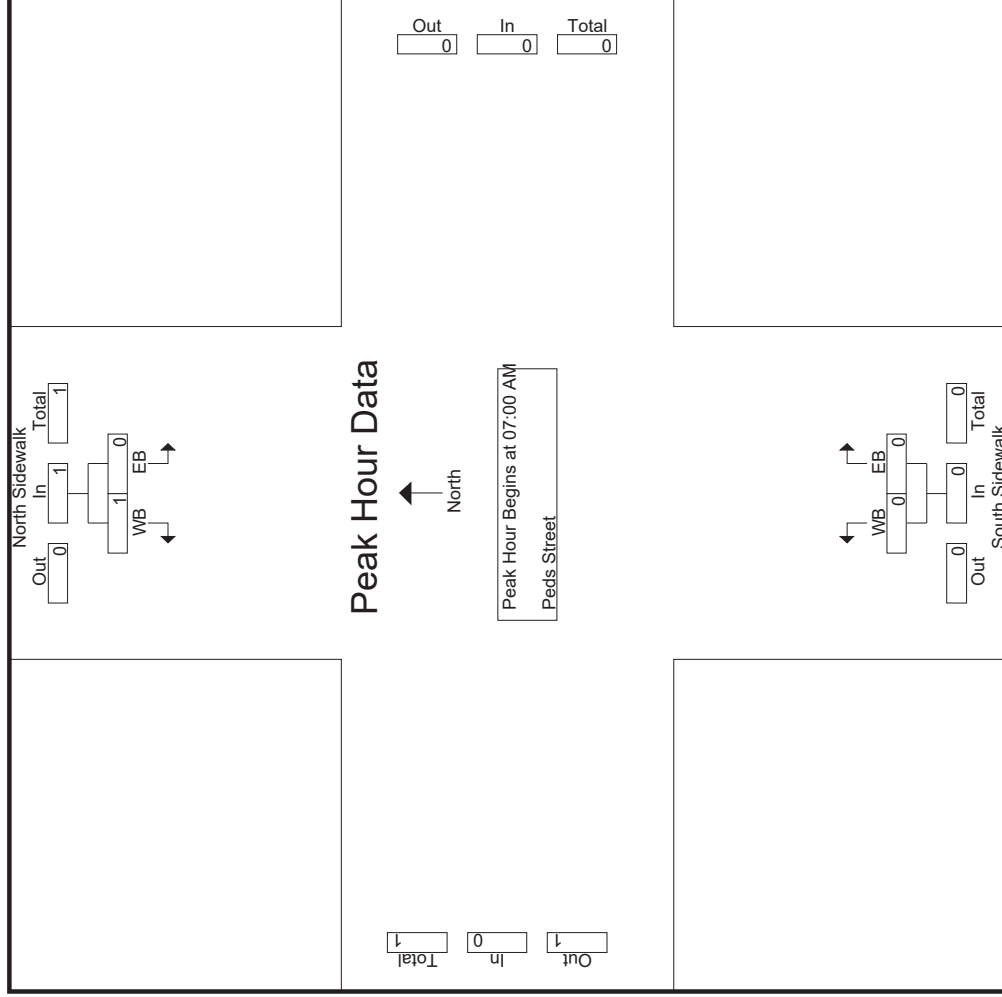 North Sidewalk
Out In Total
0 1 1
1 0
WB EB
Peak Hour Data
North
Peak Hour Begins at 07:00 AM
Peds Street
Total
1
In
0
Out
1
Out
0
In
0
Total
0
WB EB
0 0
0 0 0
Out In Total
South Sidewalk